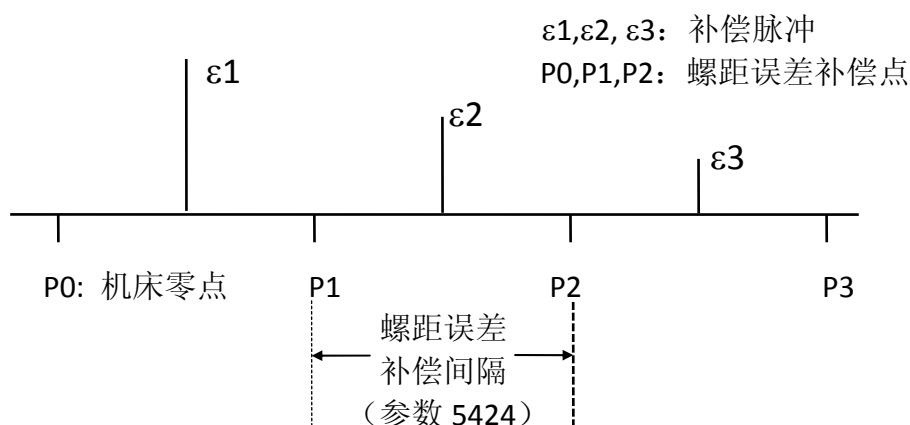 ε1,ε2, ε3：补偿脉冲
P0,P1,P2：螺距误差补偿点
ε1
ε2
ε3
P0: 机床零点
P1
P2
P3
螺距误差
补偿间隔
（参数 5424）